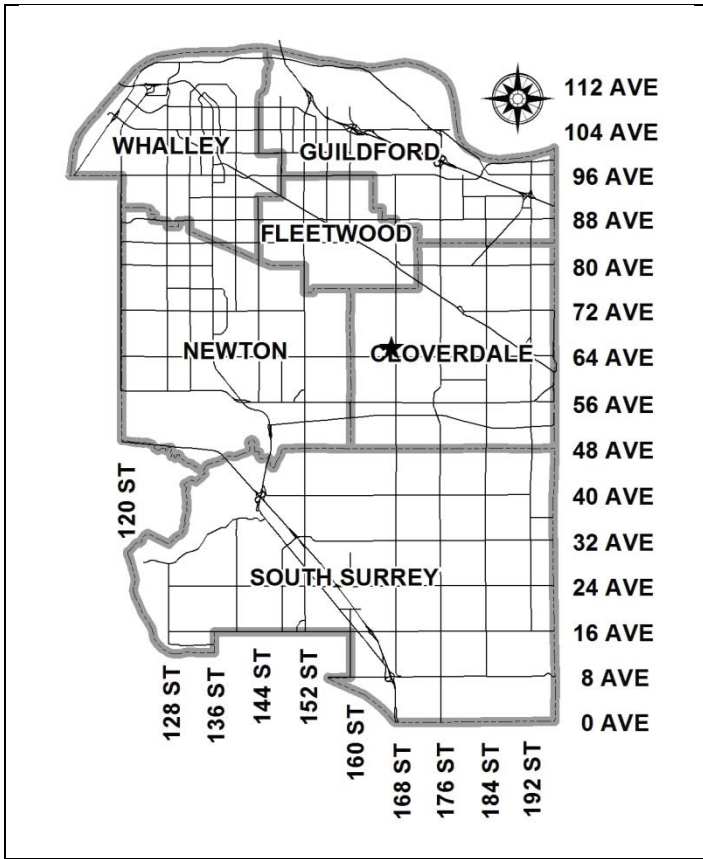 112 AVE
104 AVE
WHALLEY
GUILDFORD
96 AVE
88 AVE
FLEETWOOD
80 AVE
72 AVE
NEWTON
CLOVERDALE
64 AVE
56 AVE
48 AVE
120 ST
40 AVE
32 AVE
SOUTH SURREY
24 AVE
16 AVE
128 ST
136 ST
144 ST
152 ST
160 ST
8 AVE
0 AVE
168 ST
176 ST
184 ST
192 ST